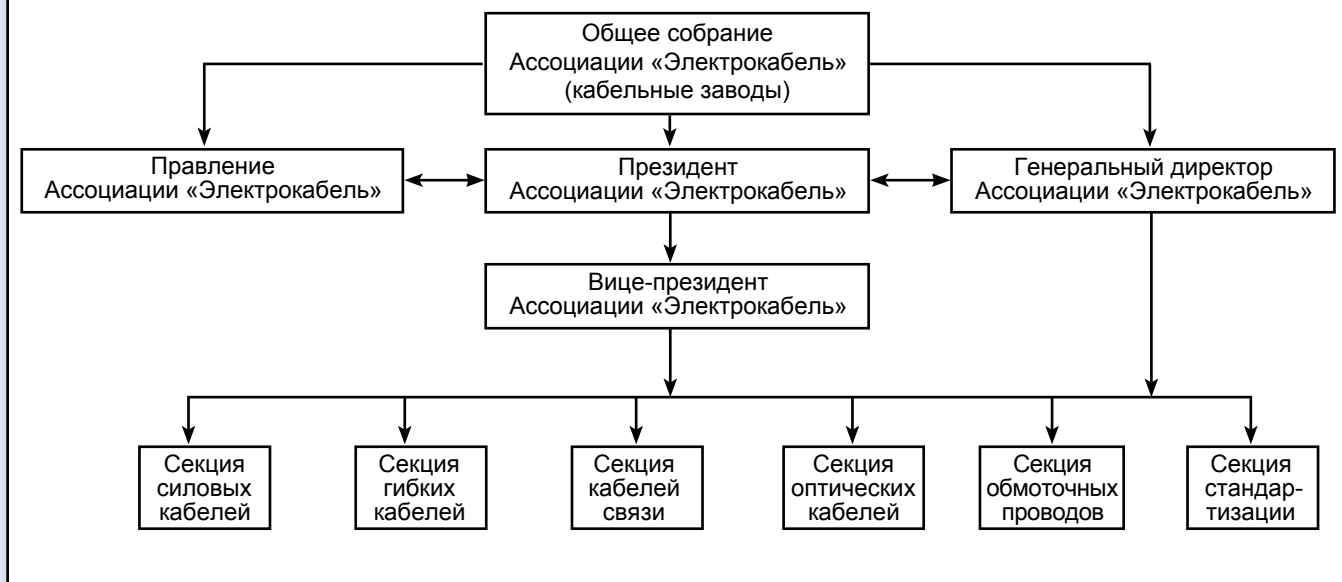 Общее собрание
Ассоциации «Электрокабель»
(кабельные заводы)
Правление
Ассоциации «Электрокабель»
Президент
Ассоциации «Электрокабель»
Генеральный директор
Ассоциации «Электрокабель»
Вице-президент
Ассоциации «Электрокабель»
Секция
силовых
кабелей
Секция
гибких
кабелей
Секция
кабелей
связи
Секция
оптических
кабелей
Секция
обмоточных
проводов
Секция
стандар-
тизации